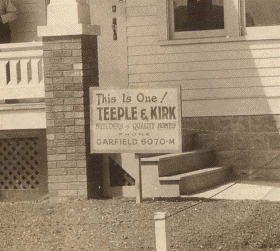 This Is One!
TEEPLE & KIRK
BUILDERS of QUALITY HOMES
PHONE
GARFIELD 6070-M